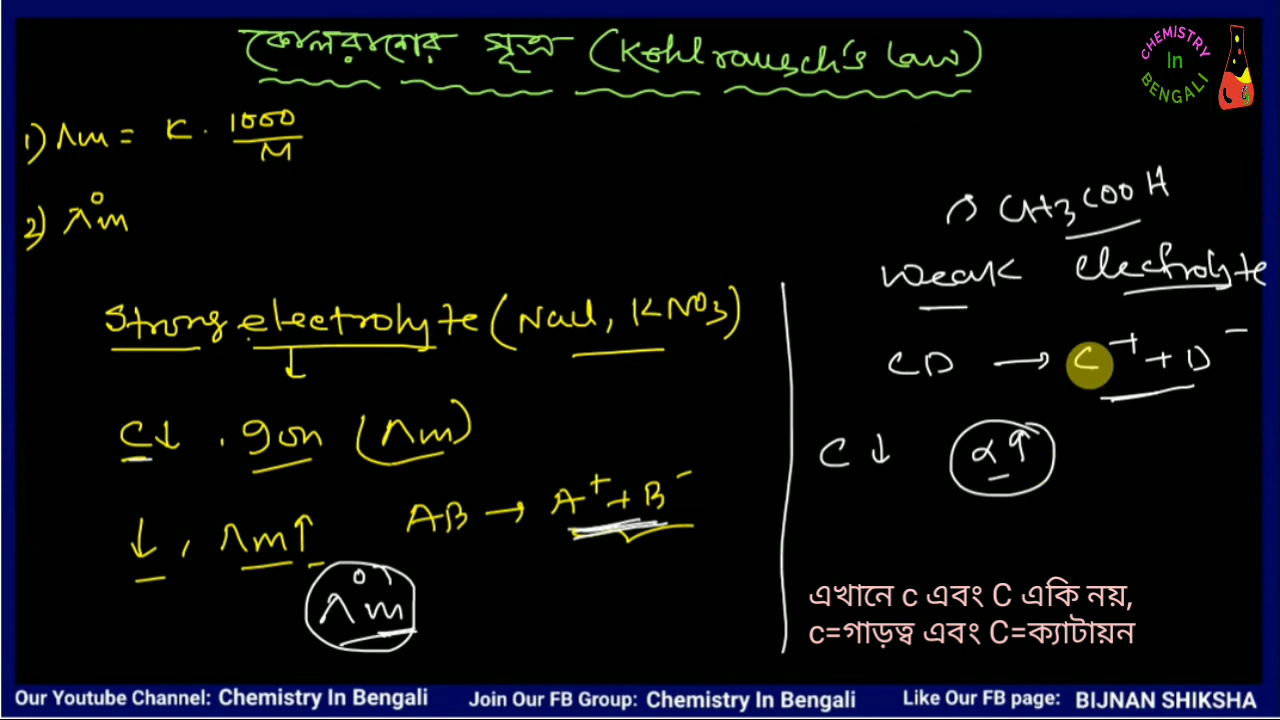 কোলরাশের সূত্র (Kohlrausch's Law)
CHEMISTRY In BENGALI
1) Λm = K . 1000/M
2) Λ°m
CH3COOH
weak electrolyte
Strong electrolyte (NaCl, KNO3)
↓
CD → C⁺ + D⁻
C↓ . ion (Λm)
C ↓ α↑
AB → A⁺ + B⁻
↓, Λm↑
Λ°m
এখানে c এবং C একি নয়,
c=গাড়ত্ব এবং C=ক্যাটায়ন
Our Youtube Channel: Chemistry In Bengali Join Our FB Group: Chemistry In Bengali Like Our FB page: BIJNAN SHIKSHA